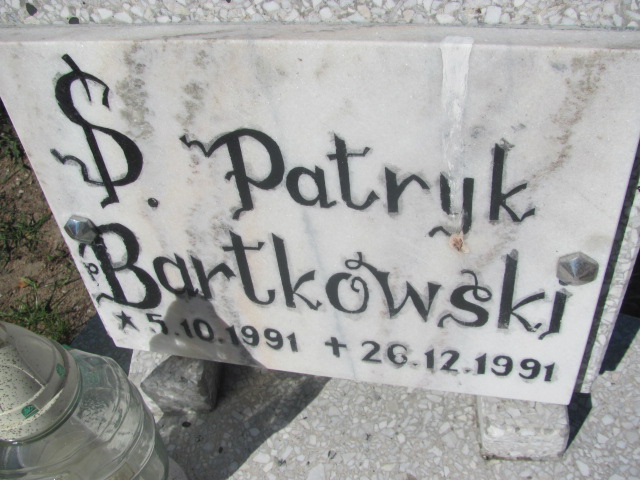 Ś. Patryk
Bartkowski
* 5.10.1991 + 26.12.1991